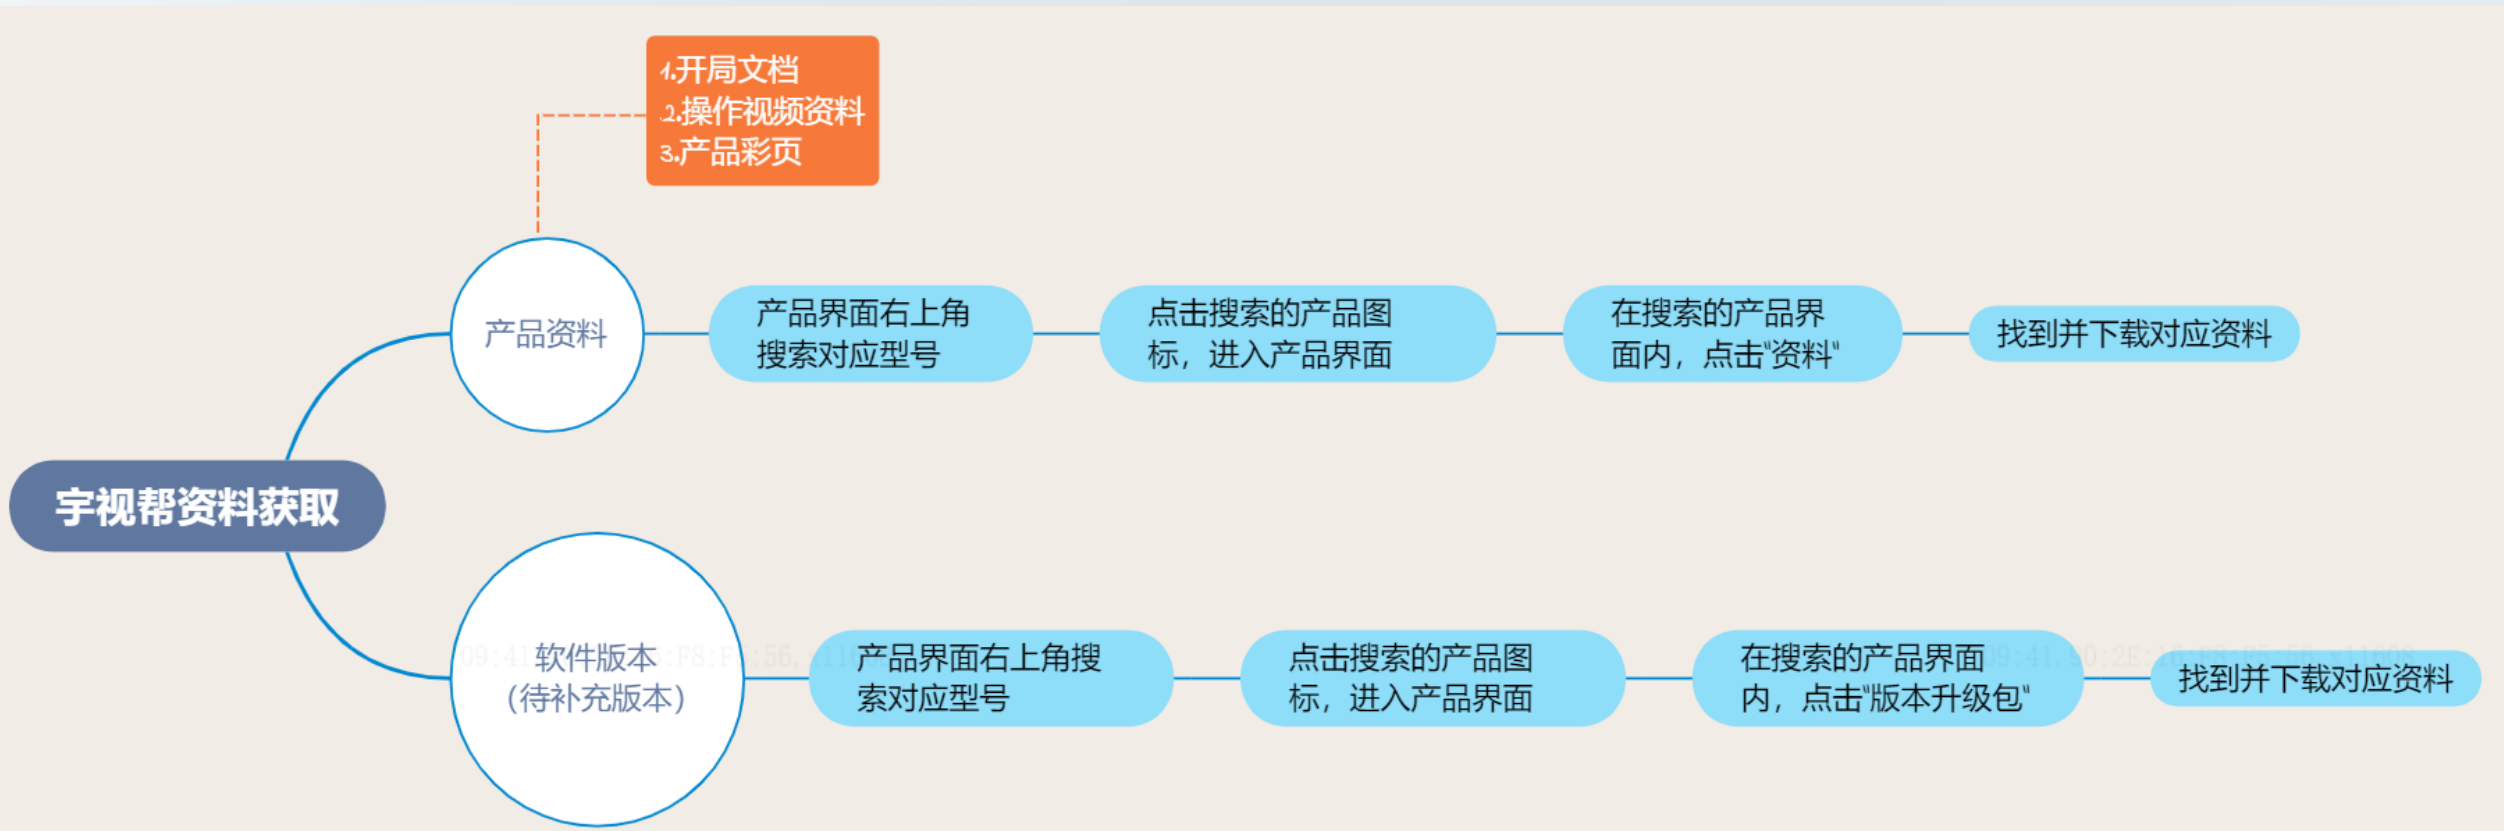 1.开局文档
2.操作视频资料
3.产品彩页
产品资料
产品界面右上角
搜索对应型号
点击搜索的产品图
标，进入产品界面
在搜索的产品界
面内，点击"资料"
找到并下载对应资料
宇视帮资料获取
软件版本
（待补充版本）
产品界面右上角搜
索对应型号
点击搜索的产品图
标，进入产品界面
在搜索的产品界面
内，点击"版本升级包"
找到并下载对应资料